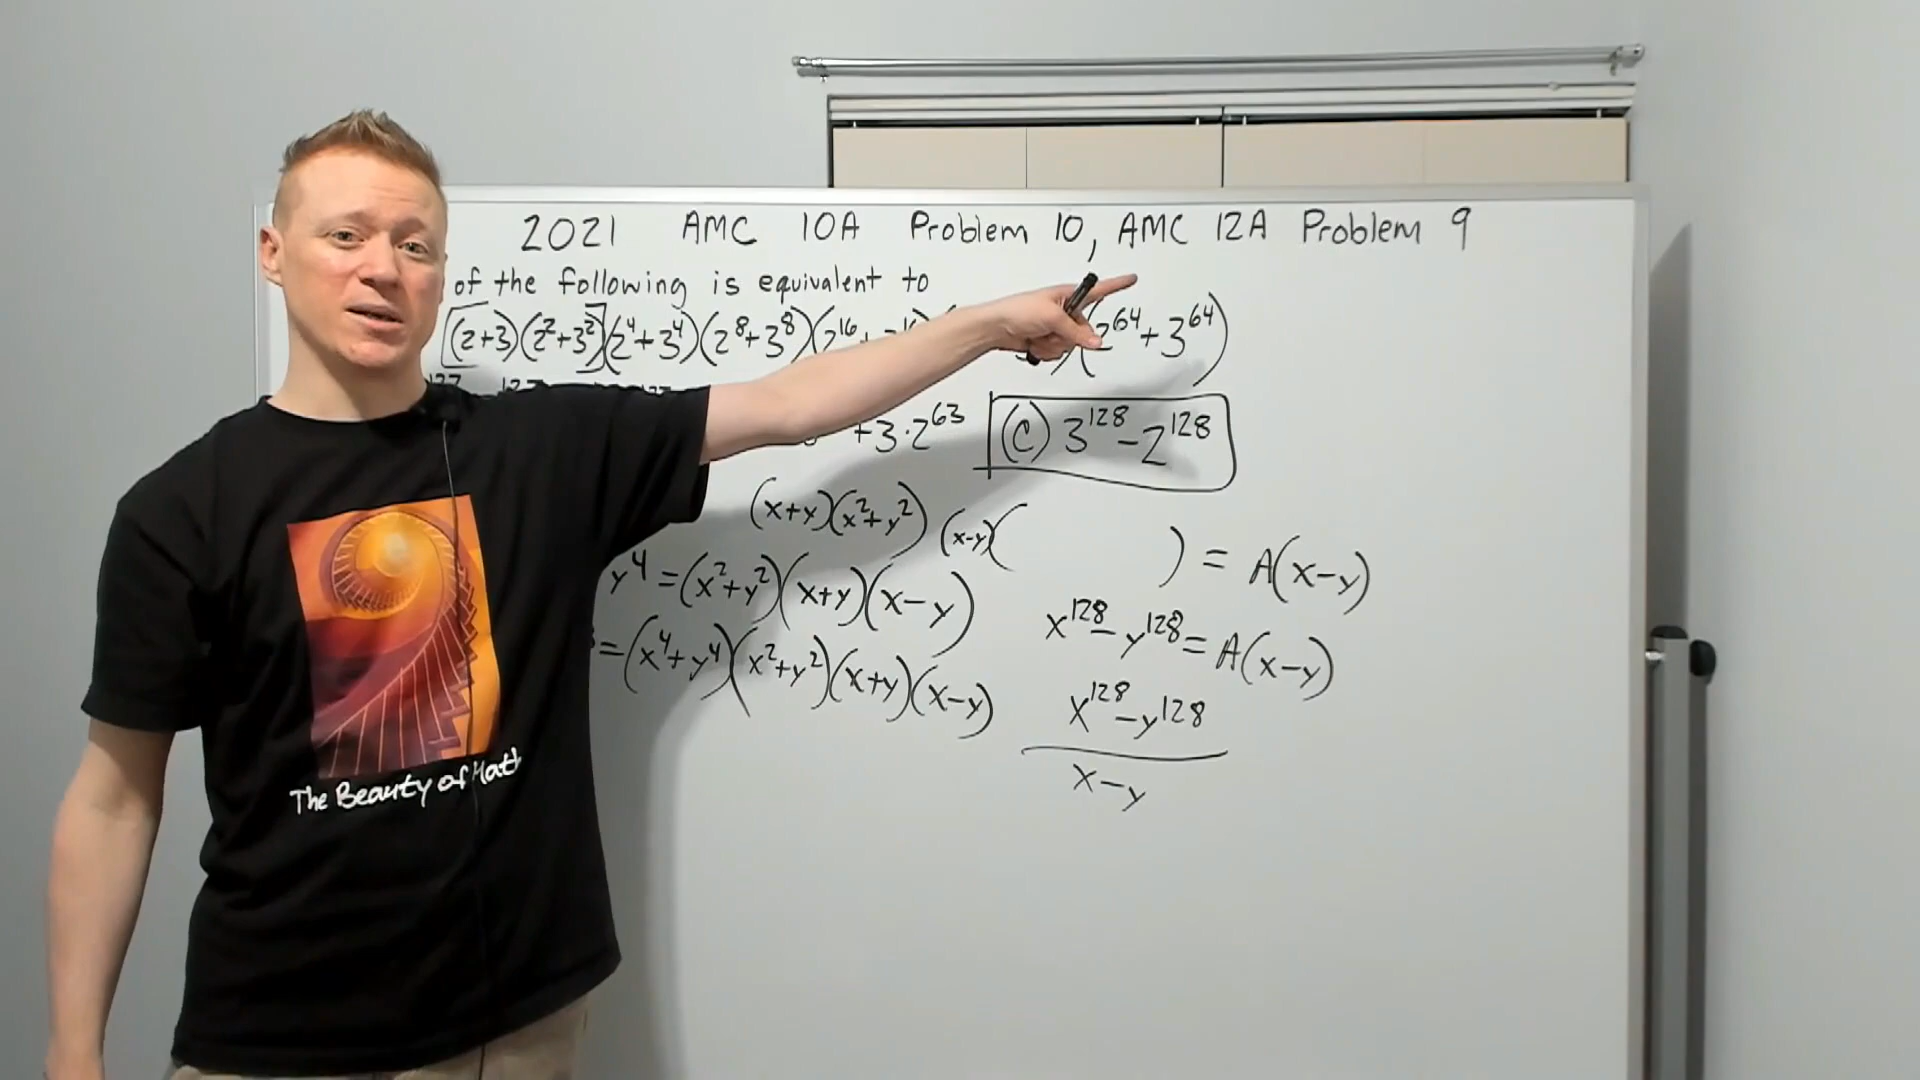 2021 AMC 10A Problem 10, AMC 12A Problem 9
of the following is equivalent to
(2+3)(2²+3²)(2⁴+3⁴)(2⁸+3⁸)(2¹⁶+ (2⁶⁴+3⁶⁴)
+3·2⁶³ (C) 3¹²⁸-2¹²⁸
(x+y)(x²+y²) (x-y)( ) = A(x-y)
y⁴=(x²+y²)(x+y)(x-y)
x¹²⁸-y¹²⁸=A(x-y)
=(x⁴+y⁴)(x²+y²)(x+y)(x-y)
x¹²⁸-y¹²⁸
x-y
The Beauty of Math